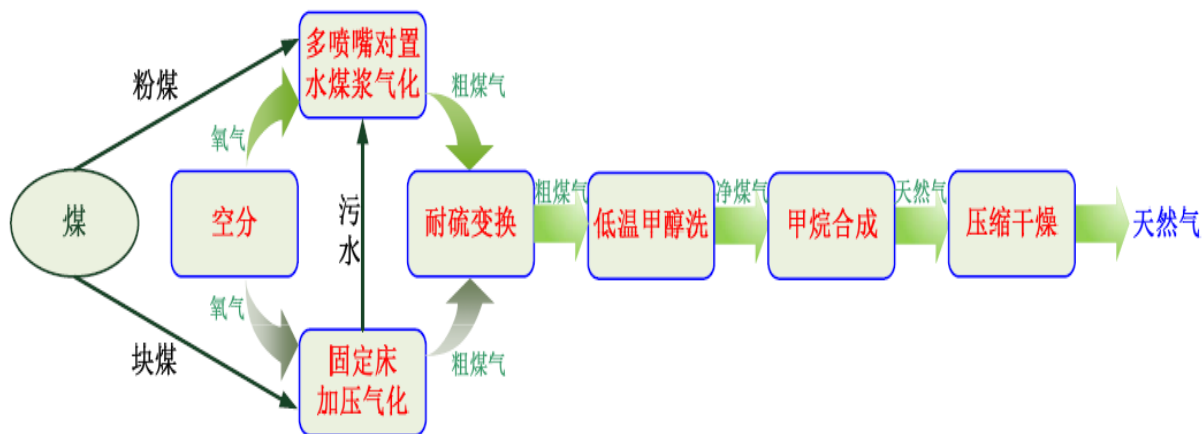 多喷嘴对置
水煤浆气化
粉煤
粗煤气
氧气
煤
空分
污水
耐硫变换
粗煤气
低温甲醇洗
净煤气
甲烷合成
天然气
压缩干燥
天然气
氧气
块煤
固定床
加压气化
粗煤气